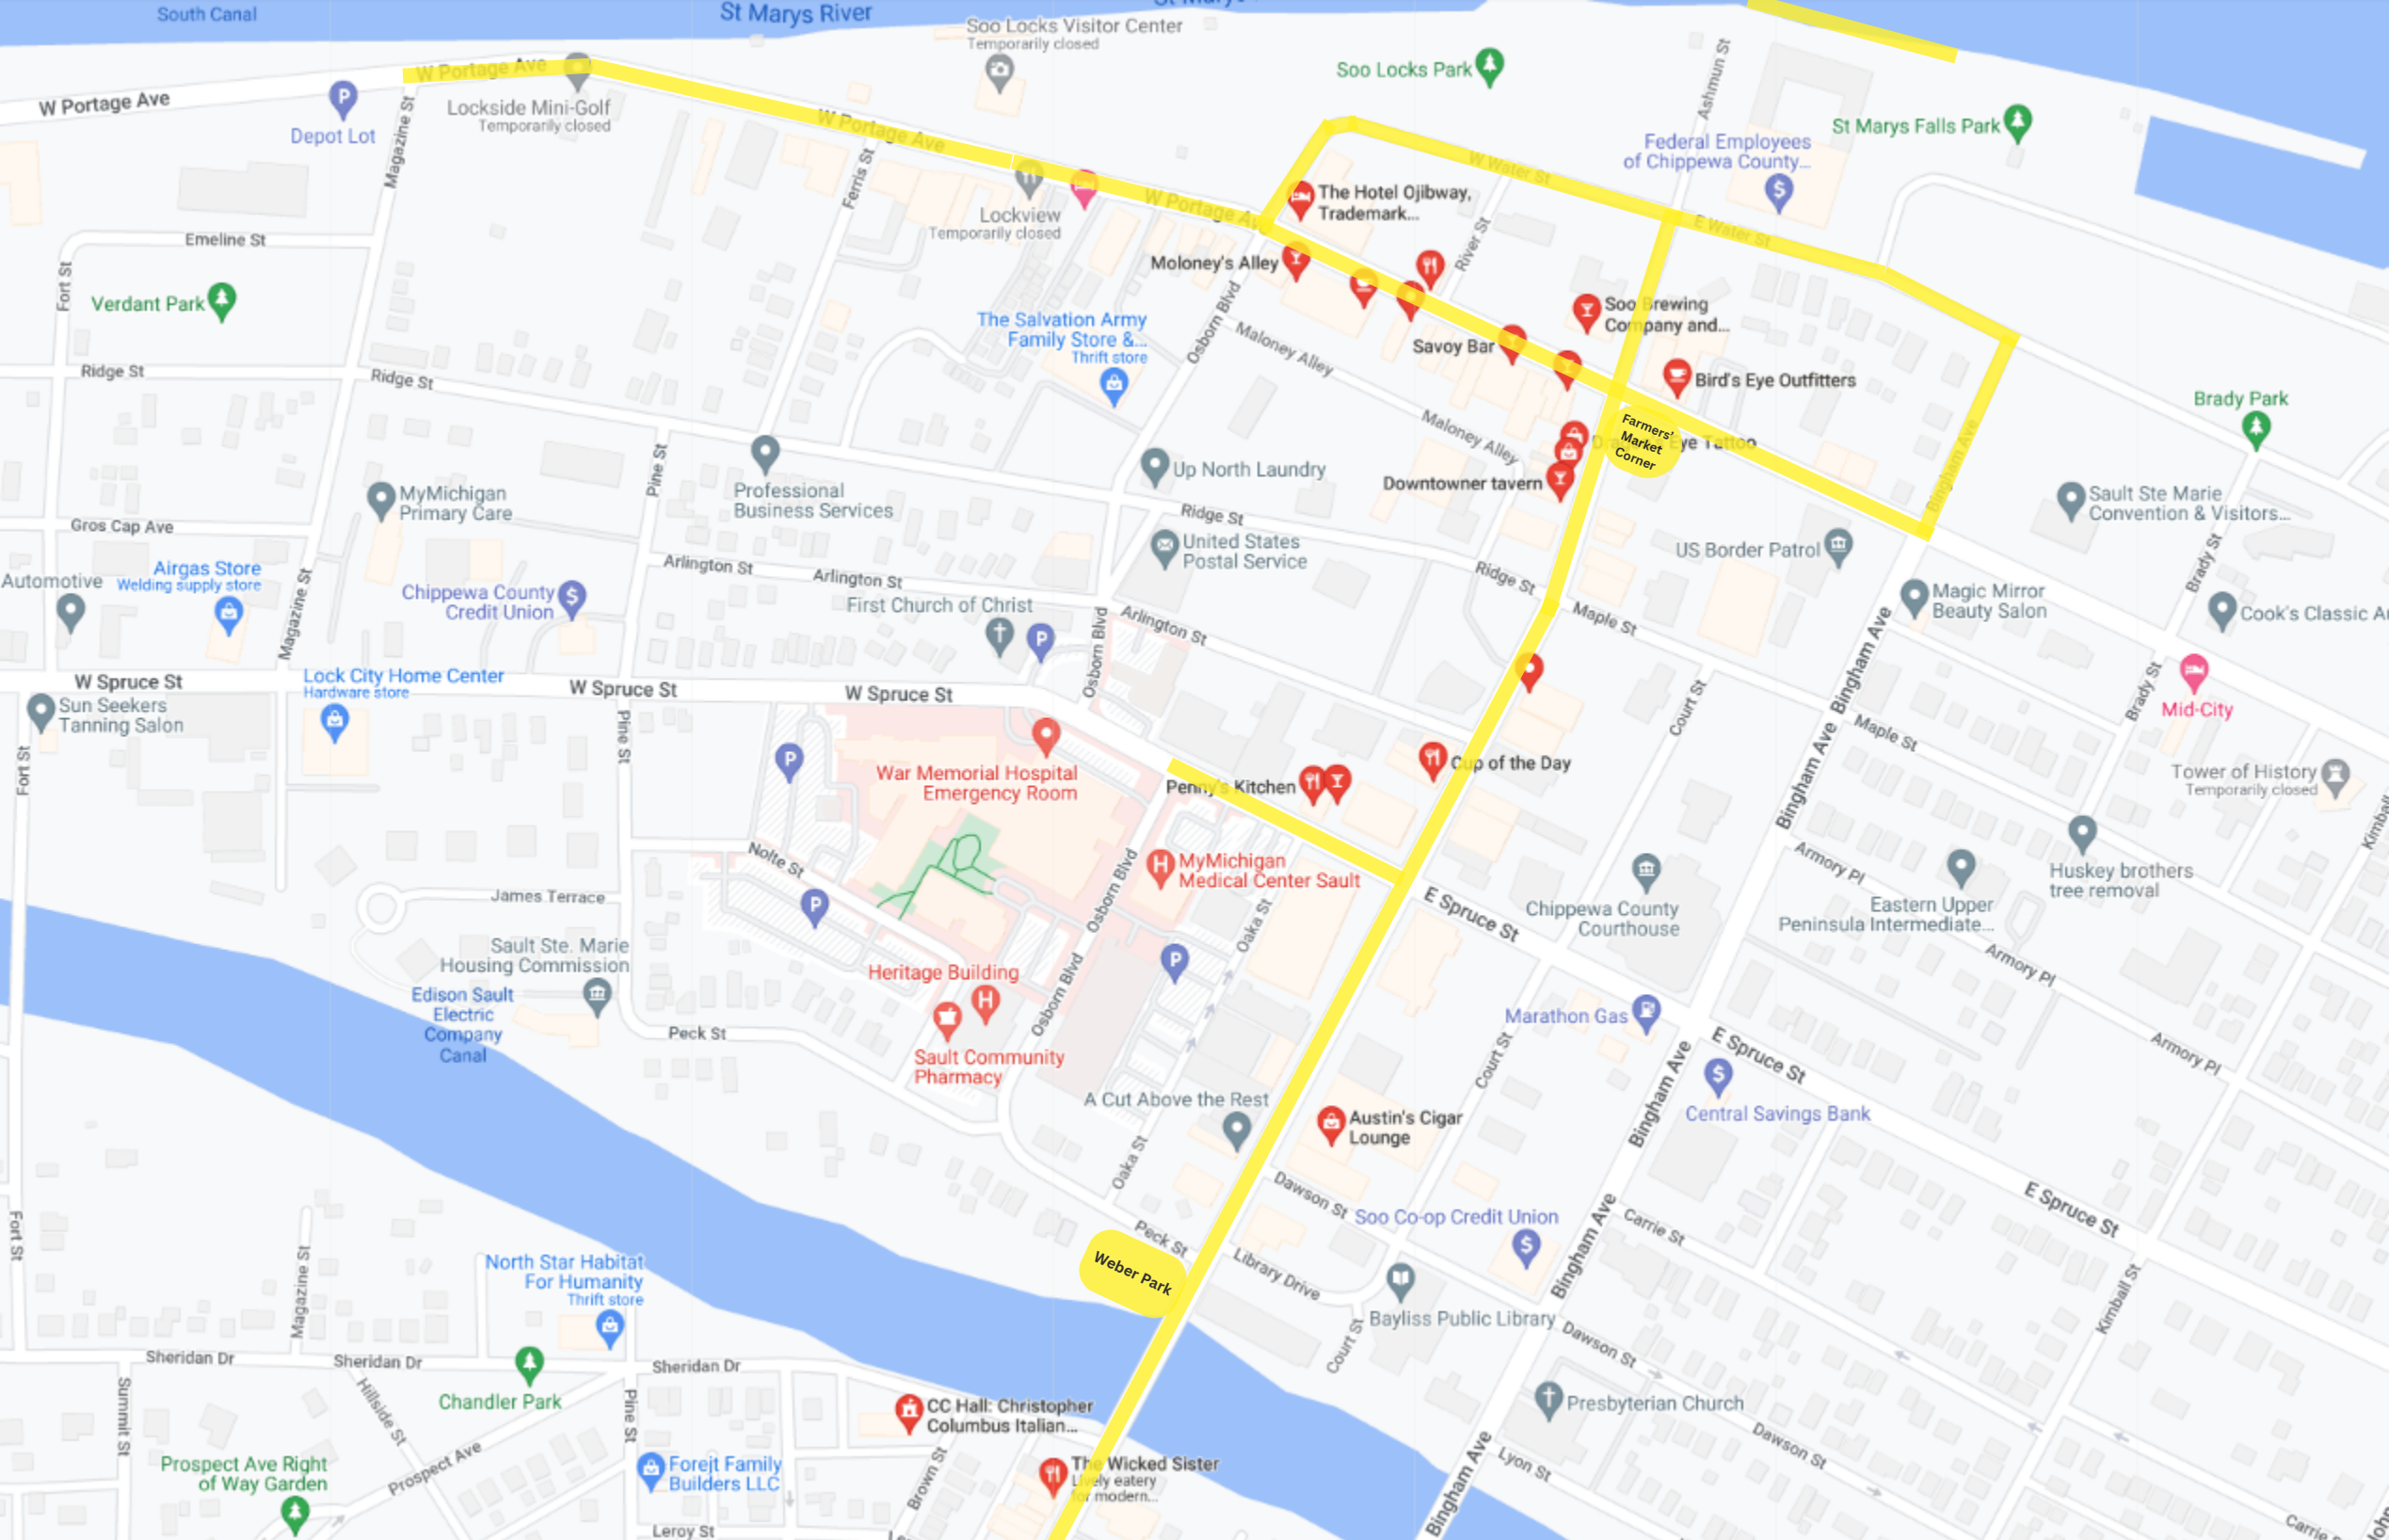 South Canal
St Marys River
Soo Locks Visitor Center
Temporarily closed
W Portage Ave
W Portage Ave
Depot Lot
Magazine St
Lockside Mini-Golf
Temporarily closed
W Portage Ave
Ferris St
Soo Locks Park
Ashmun St
Federal Employees
of Chippewa County...
St Marys Falls Park
W Water St
E Water St
The Hotel Ojibway,
Trademark...
W Portage Ave
Lockview
Temporarily closed
River St
Emeline St
Fort St
Verdant Park
Moloney's Alley
Osborn Blvd
Maloney Alley
The Salvation Army
Family Store &...
Thrift store
Soo Brewing
Company and...
Savoy Bar
Bird's Eye Outfitters
Brady Park
Ridge St
Ridge St
Maloney Alley
Farmers'
Market
Corner
Eye Tattoo
Downtowner tavern
Bingham Ave
Sault Ste Marie
Convention & Visitors...
Up North Laundry
Pine St
Professional
Business Services
MyMichigan
Primary Care
Ridge St
Gros Cap Ave
United States
Postal Service
US Border Patrol
Brady St
Airgas Store
Welding supply store
Automotive
Magazine St
Arlington St
Arlington St
Chippewa County
Credit Union
First Church of Christ
Ridge St
Maple St
Arlington St
Magic Mirror
Beauty Salon
Cook's Classic A
Osborn Blvd
Bingham Ave
W Spruce St
Lock City Home Center
Hardware store
W Spruce St
W Spruce St
Sun Seekers
Tanning Salon
Pine St
Fort St
Court St
Brady St
Mid-City
Maple St
Bingham Ave
War Memorial Hospital
Emergency Room
Penny's Kitchen
Cup of the Day
Tower of History
Temporarily closed
Kimball
Nolte St
MyMichigan
Medical Center Sault
Osborn Blvd
Oaka St
E Spruce St
Chippewa County
Courthouse
Armory Pl
Huskey brothers
tree removal
Eastern Upper
Peninsula Intermediate...
Armory Pl
James Terrace
Sault Ste. Marie
Housing Commission
Edison Sault
Electric
Company
Canal
Heritage Building
Osborn Blvd
Peck St
Sault Community
Pharmacy
Marathon Gas
E Spruce St
Armory Pl
Court St
Bingham Ave
Central Savings Bank
A Cut Above the Rest
Austin's Cigar
Lounge
Oaka St
Dawson St
Soo Co-op Credit Union
Carrie St
E Spruce St
Bingham Ave
Peck St
Library Drive
Weber Park
Fort St
Magazine St
North Star Habitat
For Humanity
Thrift store
Bayliss Public Library
Court St
Dawson St
Kimball St
Sheridan Dr
Sheridan Dr
Sheridan Dr
Chandler Park
Summit St
Hillside St
Pine St
CC Hall: Christopher
Columbus Italian...
Presbyterian Church
Dawson St
Prospect Ave
Prospect Ave Right
of Way Garden
Forejt Family
Builders LLC
Brown St
The Wicked Sister
Lively eatery
for modern...
Bingham Ave
Lyon St
Leroy St
Carrie St